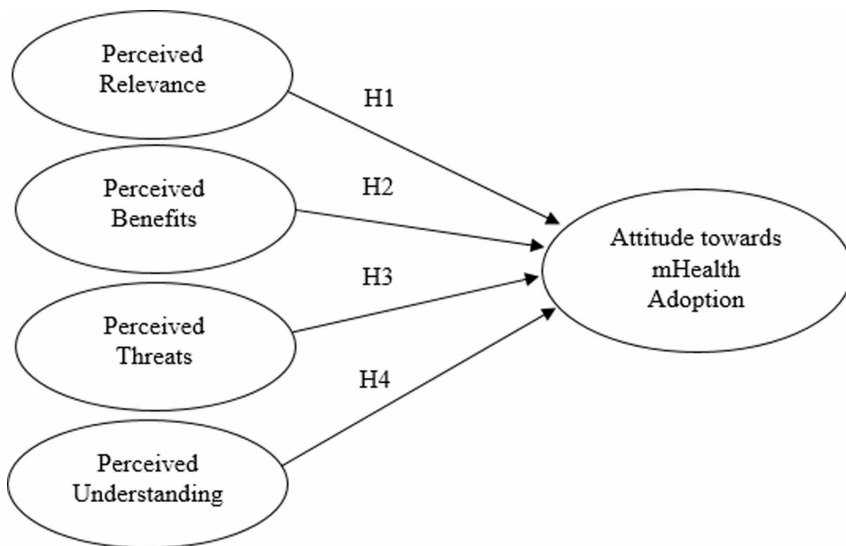 Perceived
Relevance
H1
Perceived
Benefits
H2
Perceived
Threats
H3
Perceived
Understanding
H4
Attitude towards
mHealth
Adoption